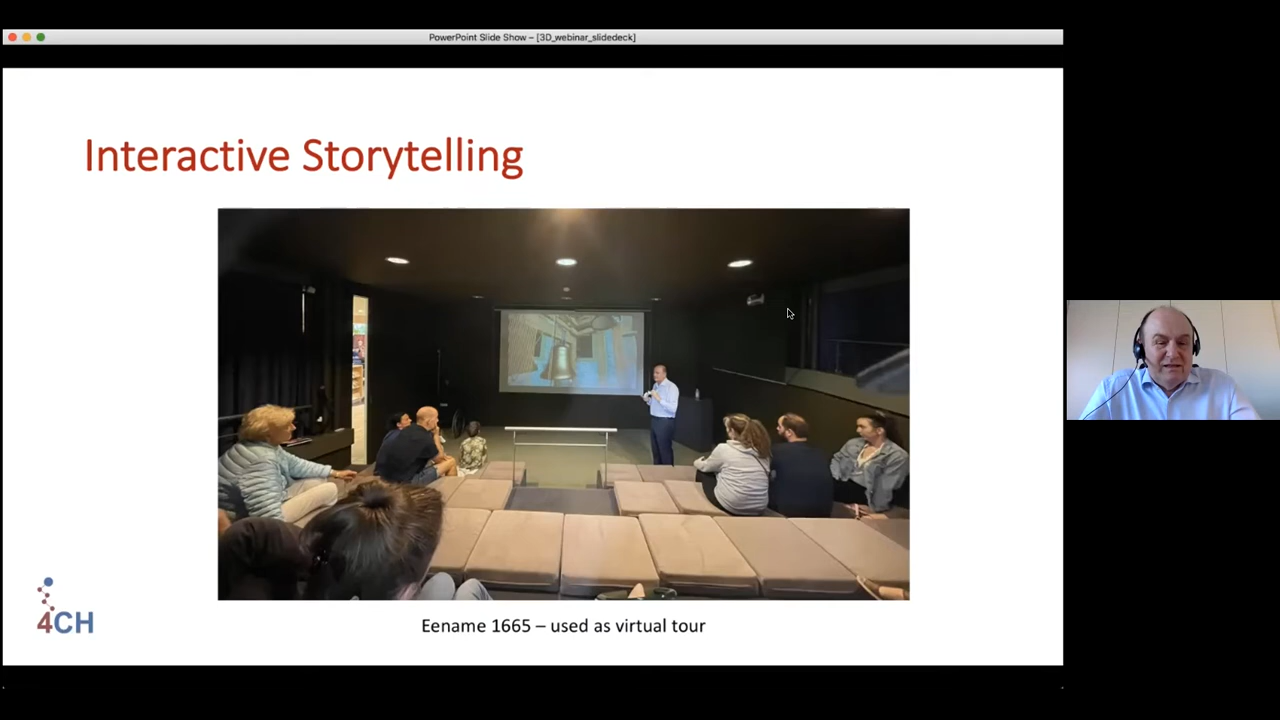 PowerPoint Slide Show – [3D_webinar_slidedeck]
Interactive Storytelling
4CH
Eename 1665 – used as virtual tour